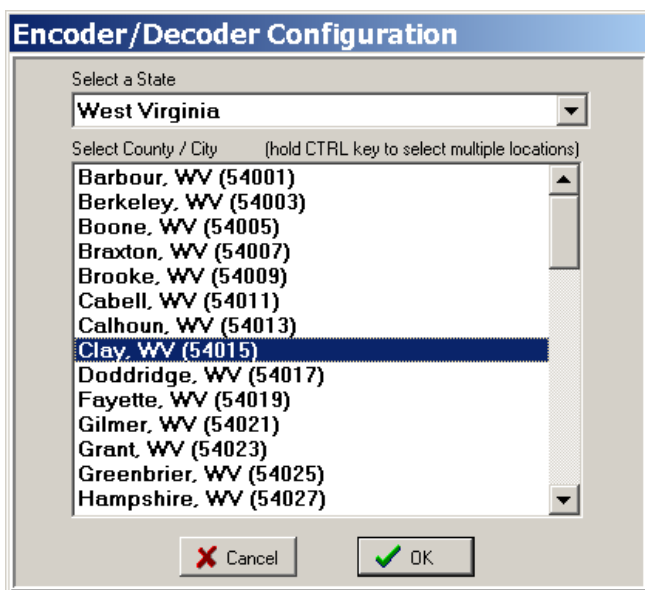 Encoder/Decoder Configuration
Select a State
West Virginia
Select County / City (hold CTRL key to select multiple locations)
Barbour, WV (54001)
Berkeley, WV (54003)
Boone, WV (54005)
Braxton, WV (54007)
Brooke, WV (54009)
Cabell, WV (54011)
Calhoun, WV (54013)
Clay, WV (54015)
Doddridge, WV (54017)
Fayette, WV (54019)
Gilmer, WV (54021)
Grant, WV (54023)
Greenbrier, WV (54025)
Hampshire, WV (54027)
Cancel OK